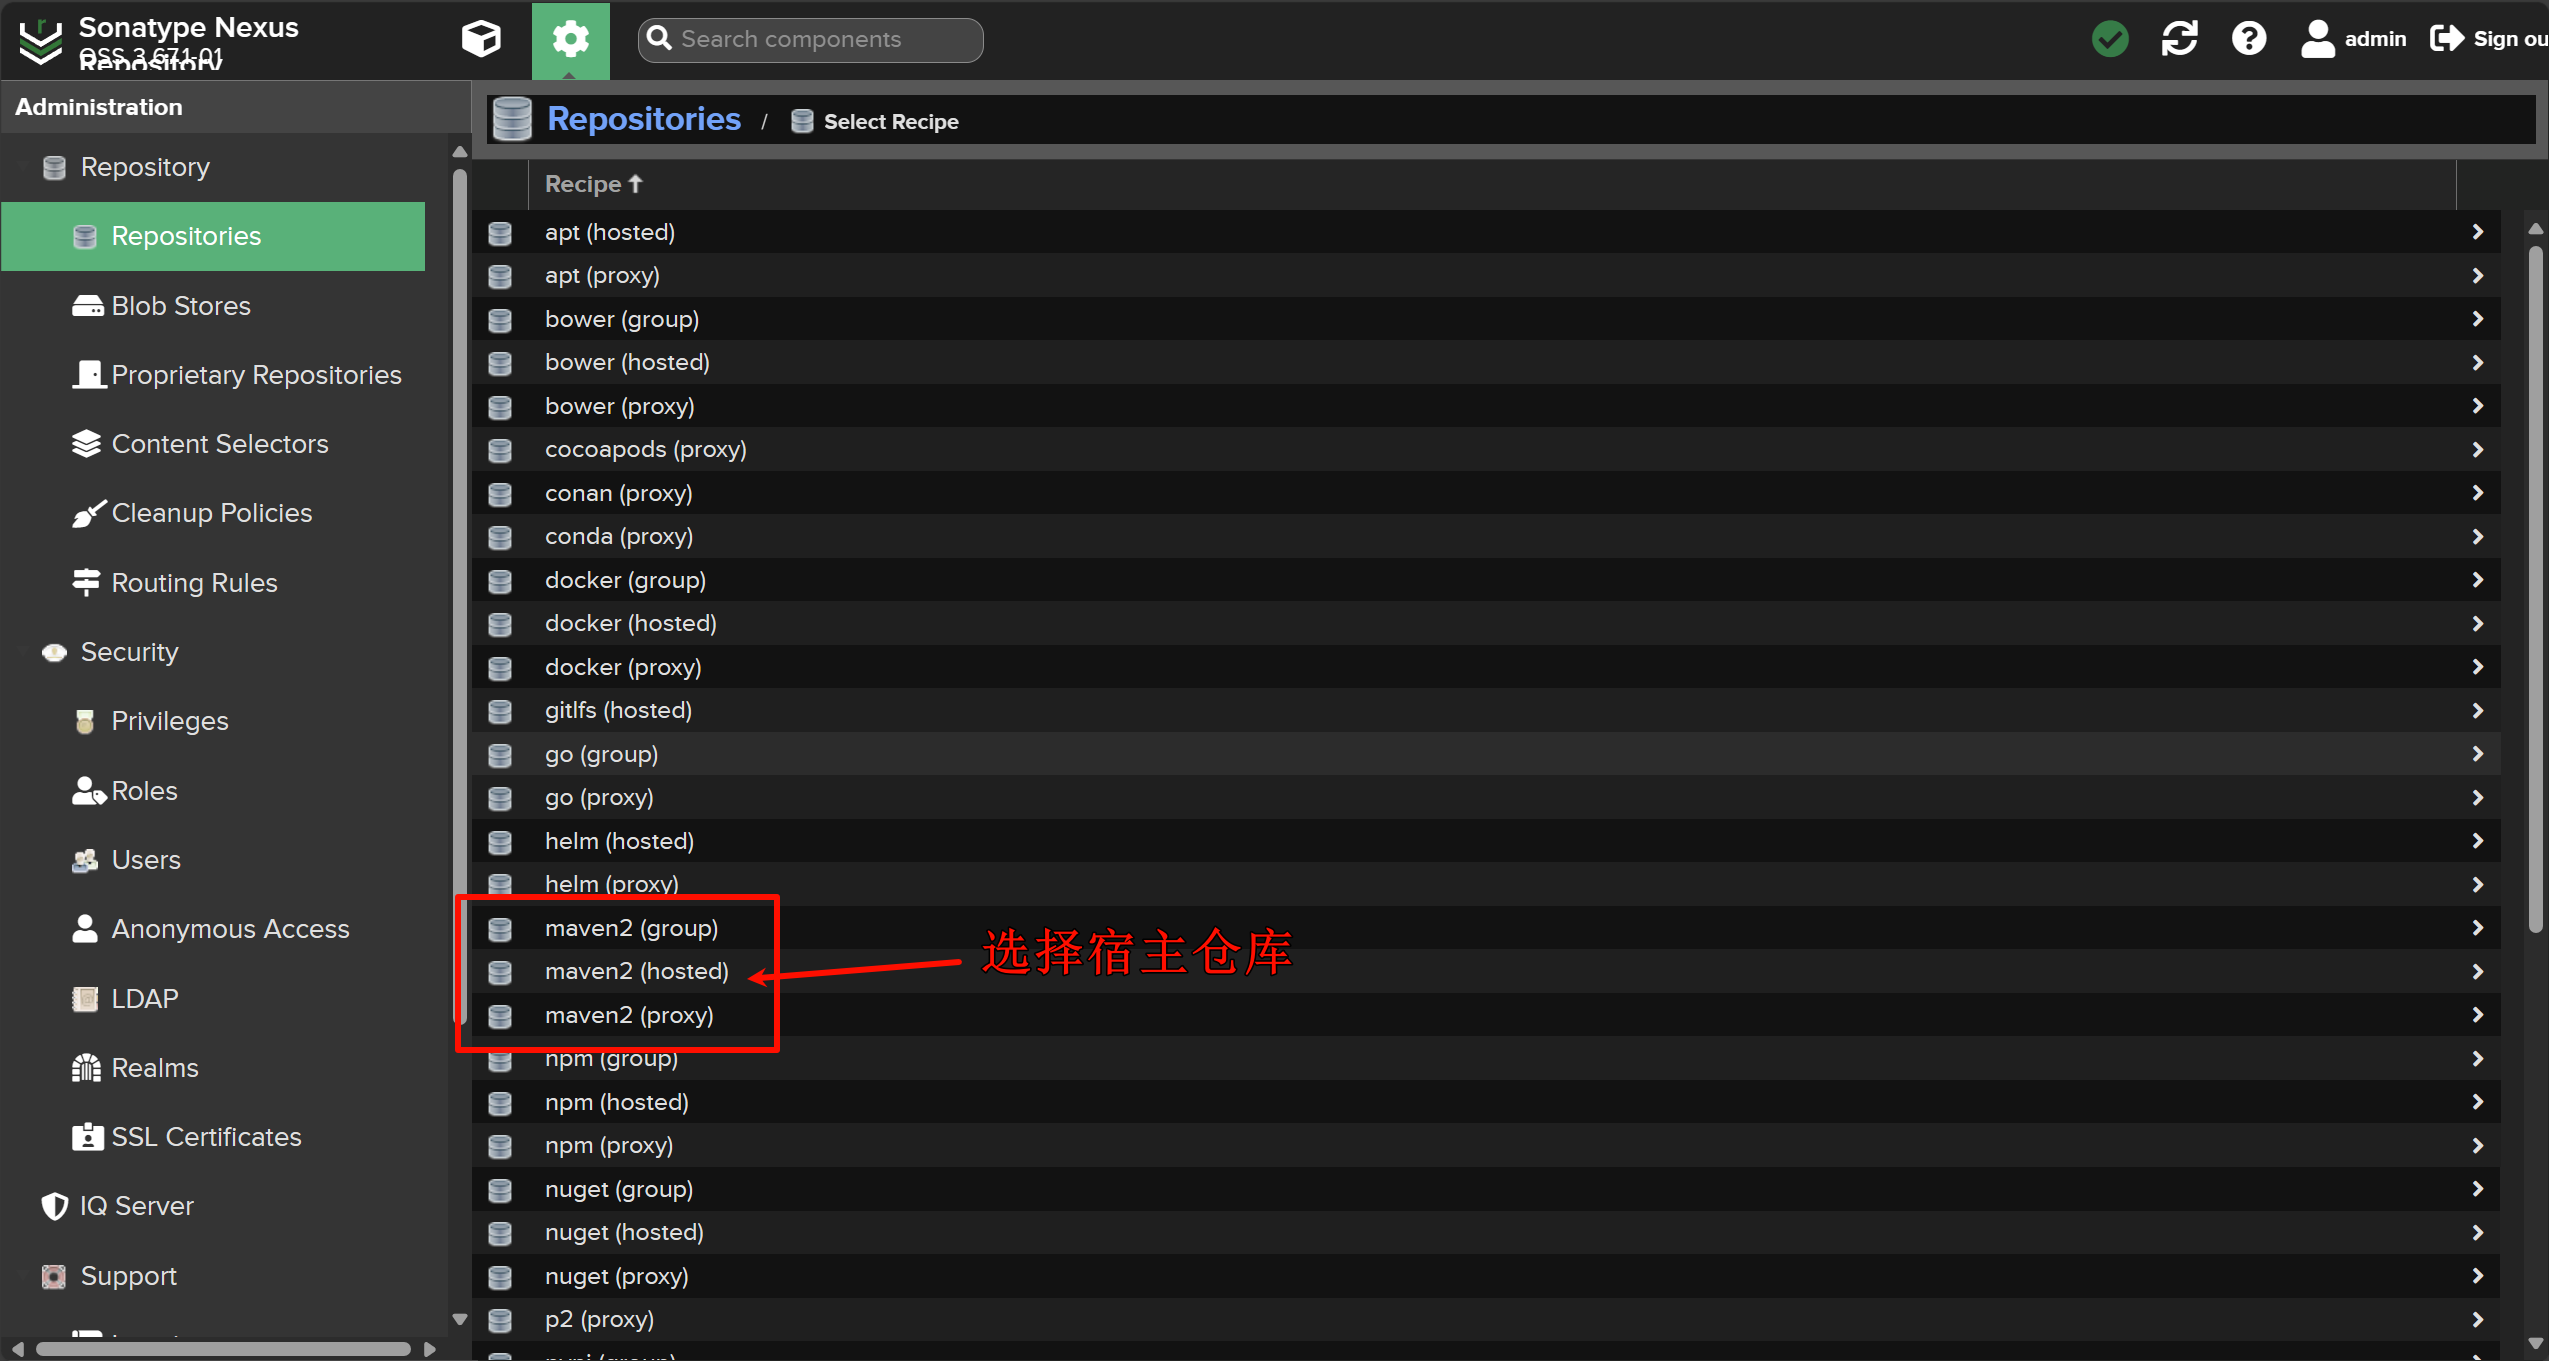 Sonatype Nexus
Repository
OSS 3.67.1-01
Search components
admin
Sign ou
Administration
Repository
Repositories
Blob Stores
Proprietary Repositories
Content Selectors
Cleanup Policies
Routing Rules
Security
Privileges
Roles
Users
Anonymous Access
LDAP
Realms
SSL Certificates
IQ Server
Support
Repositories / Select Recipe
Recipe
apt (hosted)
apt (proxy)
bower (group)
bower (hosted)
bower (proxy)
cocoapods (proxy)
conan (proxy)
conda (proxy)
docker (group)
docker (hosted)
docker (proxy)
gitlfs (hosted)
go (group)
go (proxy)
helm (hosted)
helm (proxy)
maven2 (group)
maven2 (hosted)
选择宿主仓库
maven2 (proxy)
npm (group)
npm (hosted)
npm (proxy)
nuget (group)
nuget (hosted)
nuget (proxy)
p2 (proxy)